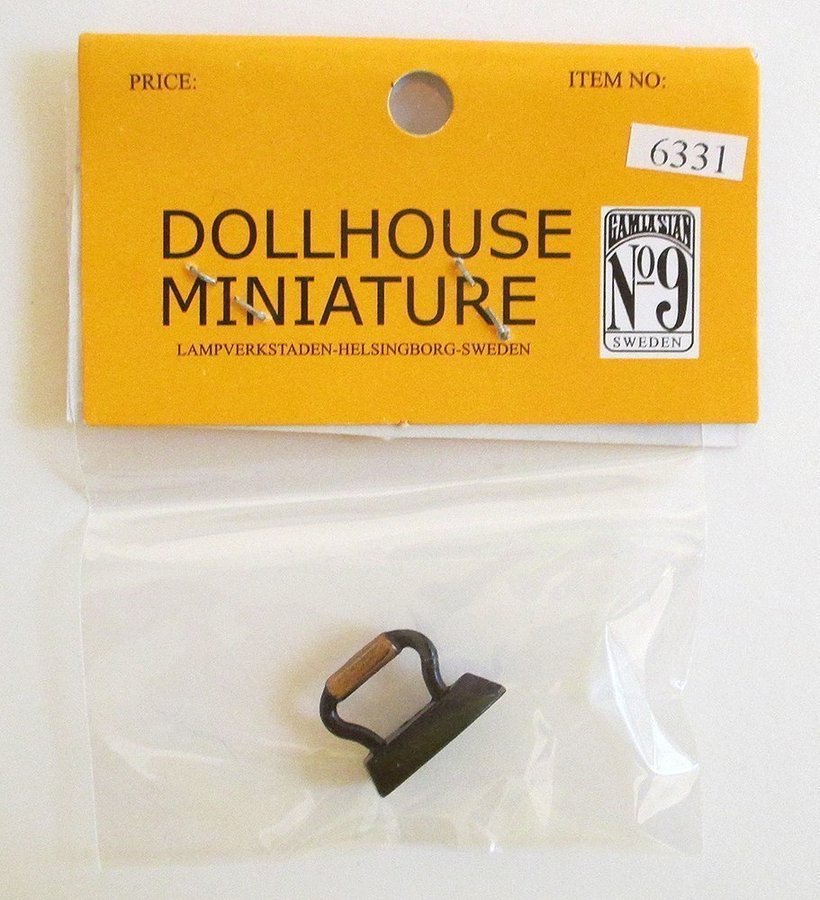 PRICE:
ITEM NO:
6331
DOLLHOUSE
MINIATURE
LAMPVERKSTADEN-HELSINGBORG-SWEDEN
GAMLA STAN
Nº9
SWEDEN